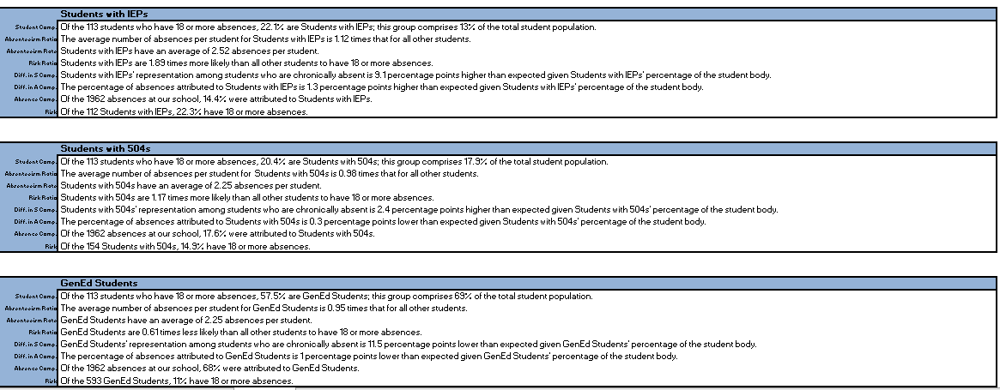 Students with IEPs
Student Comp. Of the 113 students who have 18 or more absences, 22.1% are Students with IEPs; this group comprises 13% of the total student population.
Absenteeism Ratio The average number of absences per student for Students with IEPs is 1.12 times that for all other students.
Absenteeism Rate Students with IEPs have an average of 2.52 absences per student.
Risk Ratio Students with IEPs are 1.89 times more likely than all other students to have 18 or more absences.
Diff. in S Comp. Students with IEPs' representation among students who are chronically absent is 9.1 percentage points higher than expected given Students with IEPs' percentage of the student body.
Diff. in A Comp. The percentage of absences attributed to Students with IEPs is 1.3 percentage points higher than expected given Students with IEPs' percentage of the student body.
Absence Comp. Of the 1962 absences at our school, 14.4% were attributed to Students with IEPs.
Risk Of the 112 Students with IEPs, 22.3% have 18 or more absences.
Students with 504s
Student Comp. Of the 113 students who have 18 or more absences, 20.4% are Students with 504s; this group comprises 17.9% of the total student population.
Absenteeism Ratio The average number of absences per student for Students with 504s is 0.98 times that for all other students.
Absenteeism Rate Students with 504s have an average of 2.25 absences per student.
Risk Ratio Students with 504s are 1.17 times more likely than all other students to have 18 or more absences.
Diff. in S Comp. Students with 504s' representation among students who are chronically absent is 2.4 percentage points higher than expected given Students with 504s' percentage of the student body.
Diff. in A Comp. The percentage of absences attributed to Students with 504s is 0.3 percentage points lower than expected given Students with 504s' percentage of the student body.
Absence Comp. Of the 1962 absences at our school, 17.6% were attributed to Students with 504s.
Risk Of the 154 Students with 504s, 14.9% have 18 or more absences.
GenEd Students
Student Comp. Of the 113 students who have 18 or more absences, 57.5% are GenEd Students; this group comprises 69% of the total student population.
Absenteeism Ratio The average number of absences per student for GenEd Students is 0.95 times that for all other students.
Absenteeism Rate GenEd Students have an average of 2.25 absences per student.
Risk Ratio GenEd Students are 0.61 times less likely than all other students to have 18 or more absences.
Diff. in S Comp. GenEd Students' representation among students who are chronically absent is 11.5 percentage points lower than expected given GenEd Students' percentage of the student body.
Diff. in A Comp. The percentage of absences attributed to GenEd Students is 1 percentage points lower than expected given GenEd Students' percentage of the student body.
Absence Comp. Of the 1962 absences at our school, 68% were attributed to GenEd Students.
Risk Of the 593 GenEd Students, 11% have 18 or more absences.